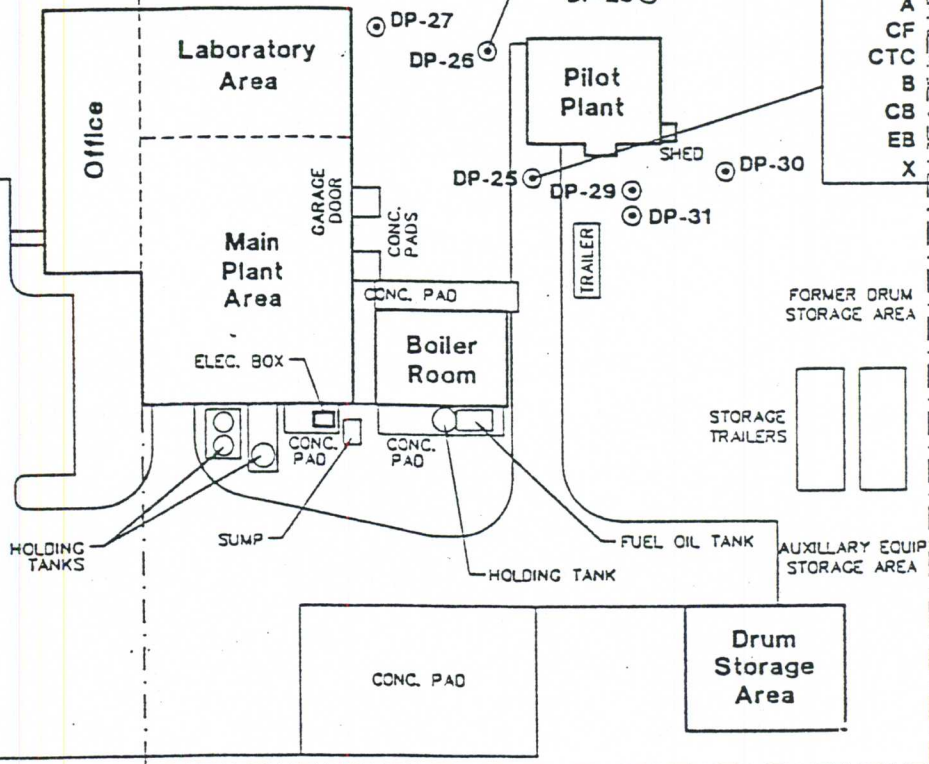 A
CF
CTC
B
CB
EB
X
DP-27
DP-26
Laboratory
Area
Office
Pilot
Plant
SHED
DP-25
DP-29
DP-30
DP-31
GARAGE
DOOR
CONC.
PADS
TRAILER
Main
Plant
Area
CONC. PAD
FORMER DRUM
STORAGE AREA
Boiler
Room
ELEC. BOX
STORAGE
TRAILERS
CONC.
PAD
CONC.
PAD
HOLDING
TANKS
SUMP
FUEL OIL TANK
HOLDING TANK
AUXILLARY EQUIP
STORAGE AREA
CONC. PAD
Drum
Storage
Area